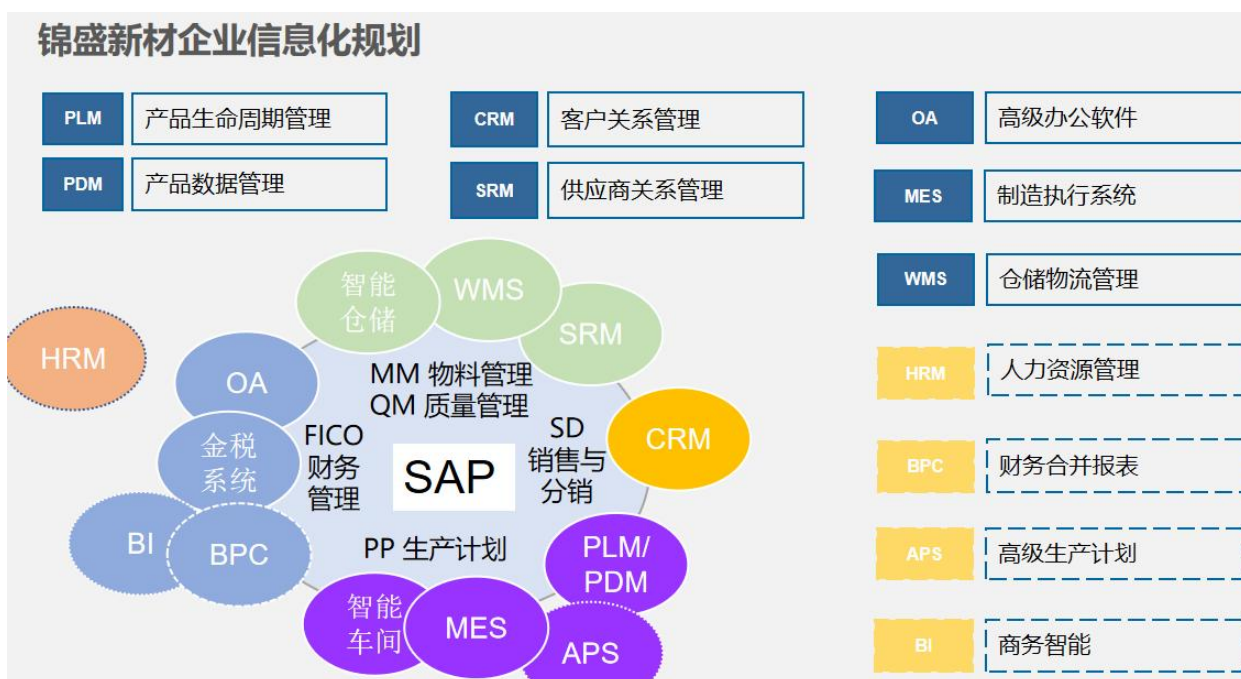 锦盛新材企业信息化规划
PLM
产品生命周期管理
CRM
客户关系管理
OA
高级办公软件
PDM
产品数据管理
SRM
供应商关系管理
MES
制造执行系统
WMS
仓储物流管理
HRM
人力资源管理
BPC
财务合并报表
APS
高级生产计划
BI
商务智能
智能
仓储
WMS
SRM
HRM
OA
MM 物料管理
QM 质量管理
CRM
金税
系统
FICO
财务
管理
SAP
SD
销售与
分销
BI
BPC
PP 生产计划
PLM/
PDM
智能
车间
MES
APS